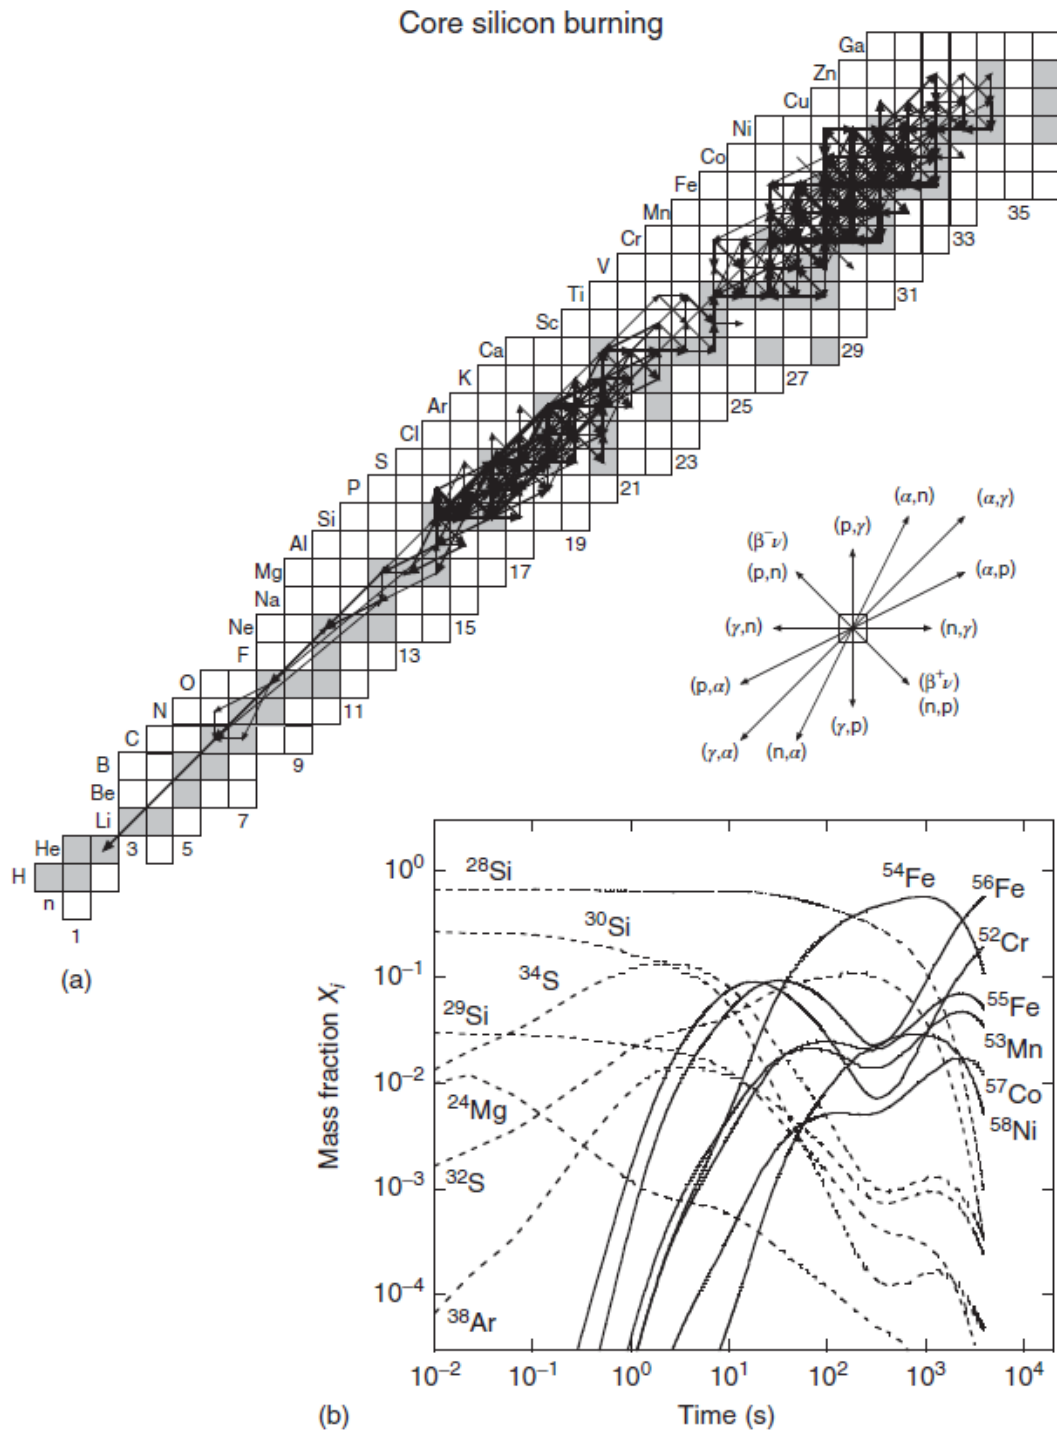 Core silicon burning
Ga
Zn
Cu
Ni
Co
Fe
Mn
Cr
V
Ti
Sc
Ca
K
Ar
Cl
S
P
Si
Al
Mg
Na
Ne
F
O
N
C
B
Be
Li
He
H
n
1
3
5
7
9
11
13
15
17
19
21
23
25
27
29
31
33
35
(a)
(α,n)
(α,γ)
(p,γ)
(β⁻ν)
(p,n)
(α,p)
(γ,n)
(n,γ)
(p,α)
(β⁺ν)
(n,p)
(γ,p)
(γ,α)
(n,α)
Mass fraction Xᵢ
10⁰
10⁻¹
10⁻²
10⁻³
10⁻⁴
²⁸Si
³⁰Si
³⁴S
²⁹Si
²⁴Mg
³²S
³⁸Ar
⁵⁴Fe
⁵⁶Fe
⁵²Cr
⁵⁵Fe
⁵³Mn
⁵⁷Co
⁵⁸Ni
10⁻² 10⁻¹ 10⁰ 10¹ 10² 10³ 10⁴
(b) Time (s)